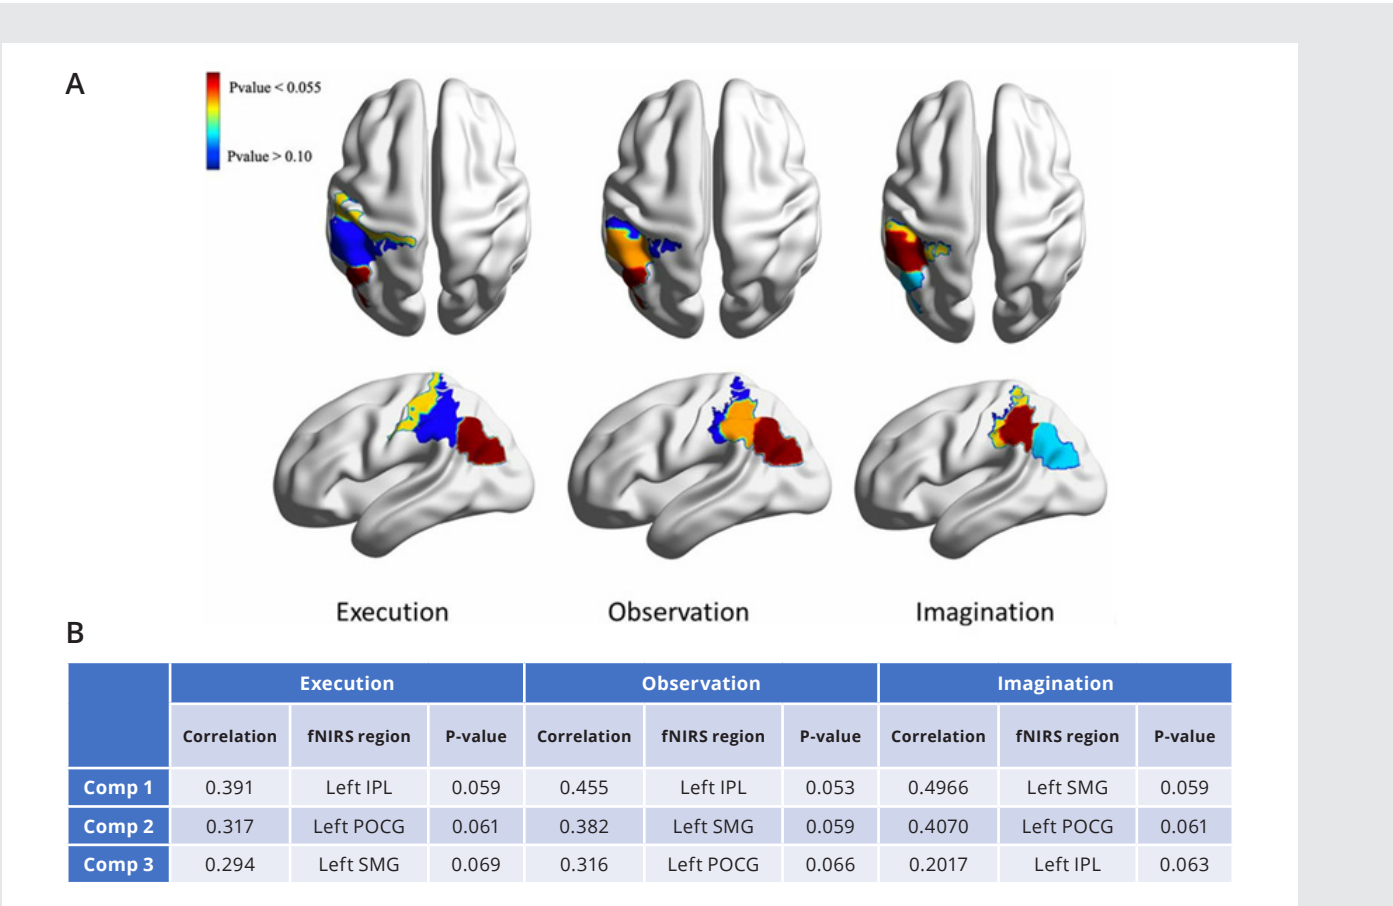 A
Pvalue < 0.055
Pvalue > 0.10
Execution Observation Imagination
B
Execution Observation Imagination
Correlation fNIRS region P-value Correlation fNIRS region P-value Correlation fNIRS region P-value
Comp 1 0.391 Left IPL 0.059 0.455 Left IPL 0.053 0.4966 Left SMG 0.059
Comp 2 0.317 Left POCG 0.061 0.382 Left SMG 0.059 0.4070 Left POCG 0.061
Comp 3 0.294 Left SMG 0.069 0.316 Left POCG 0.066 0.2017 Left IPL 0.063